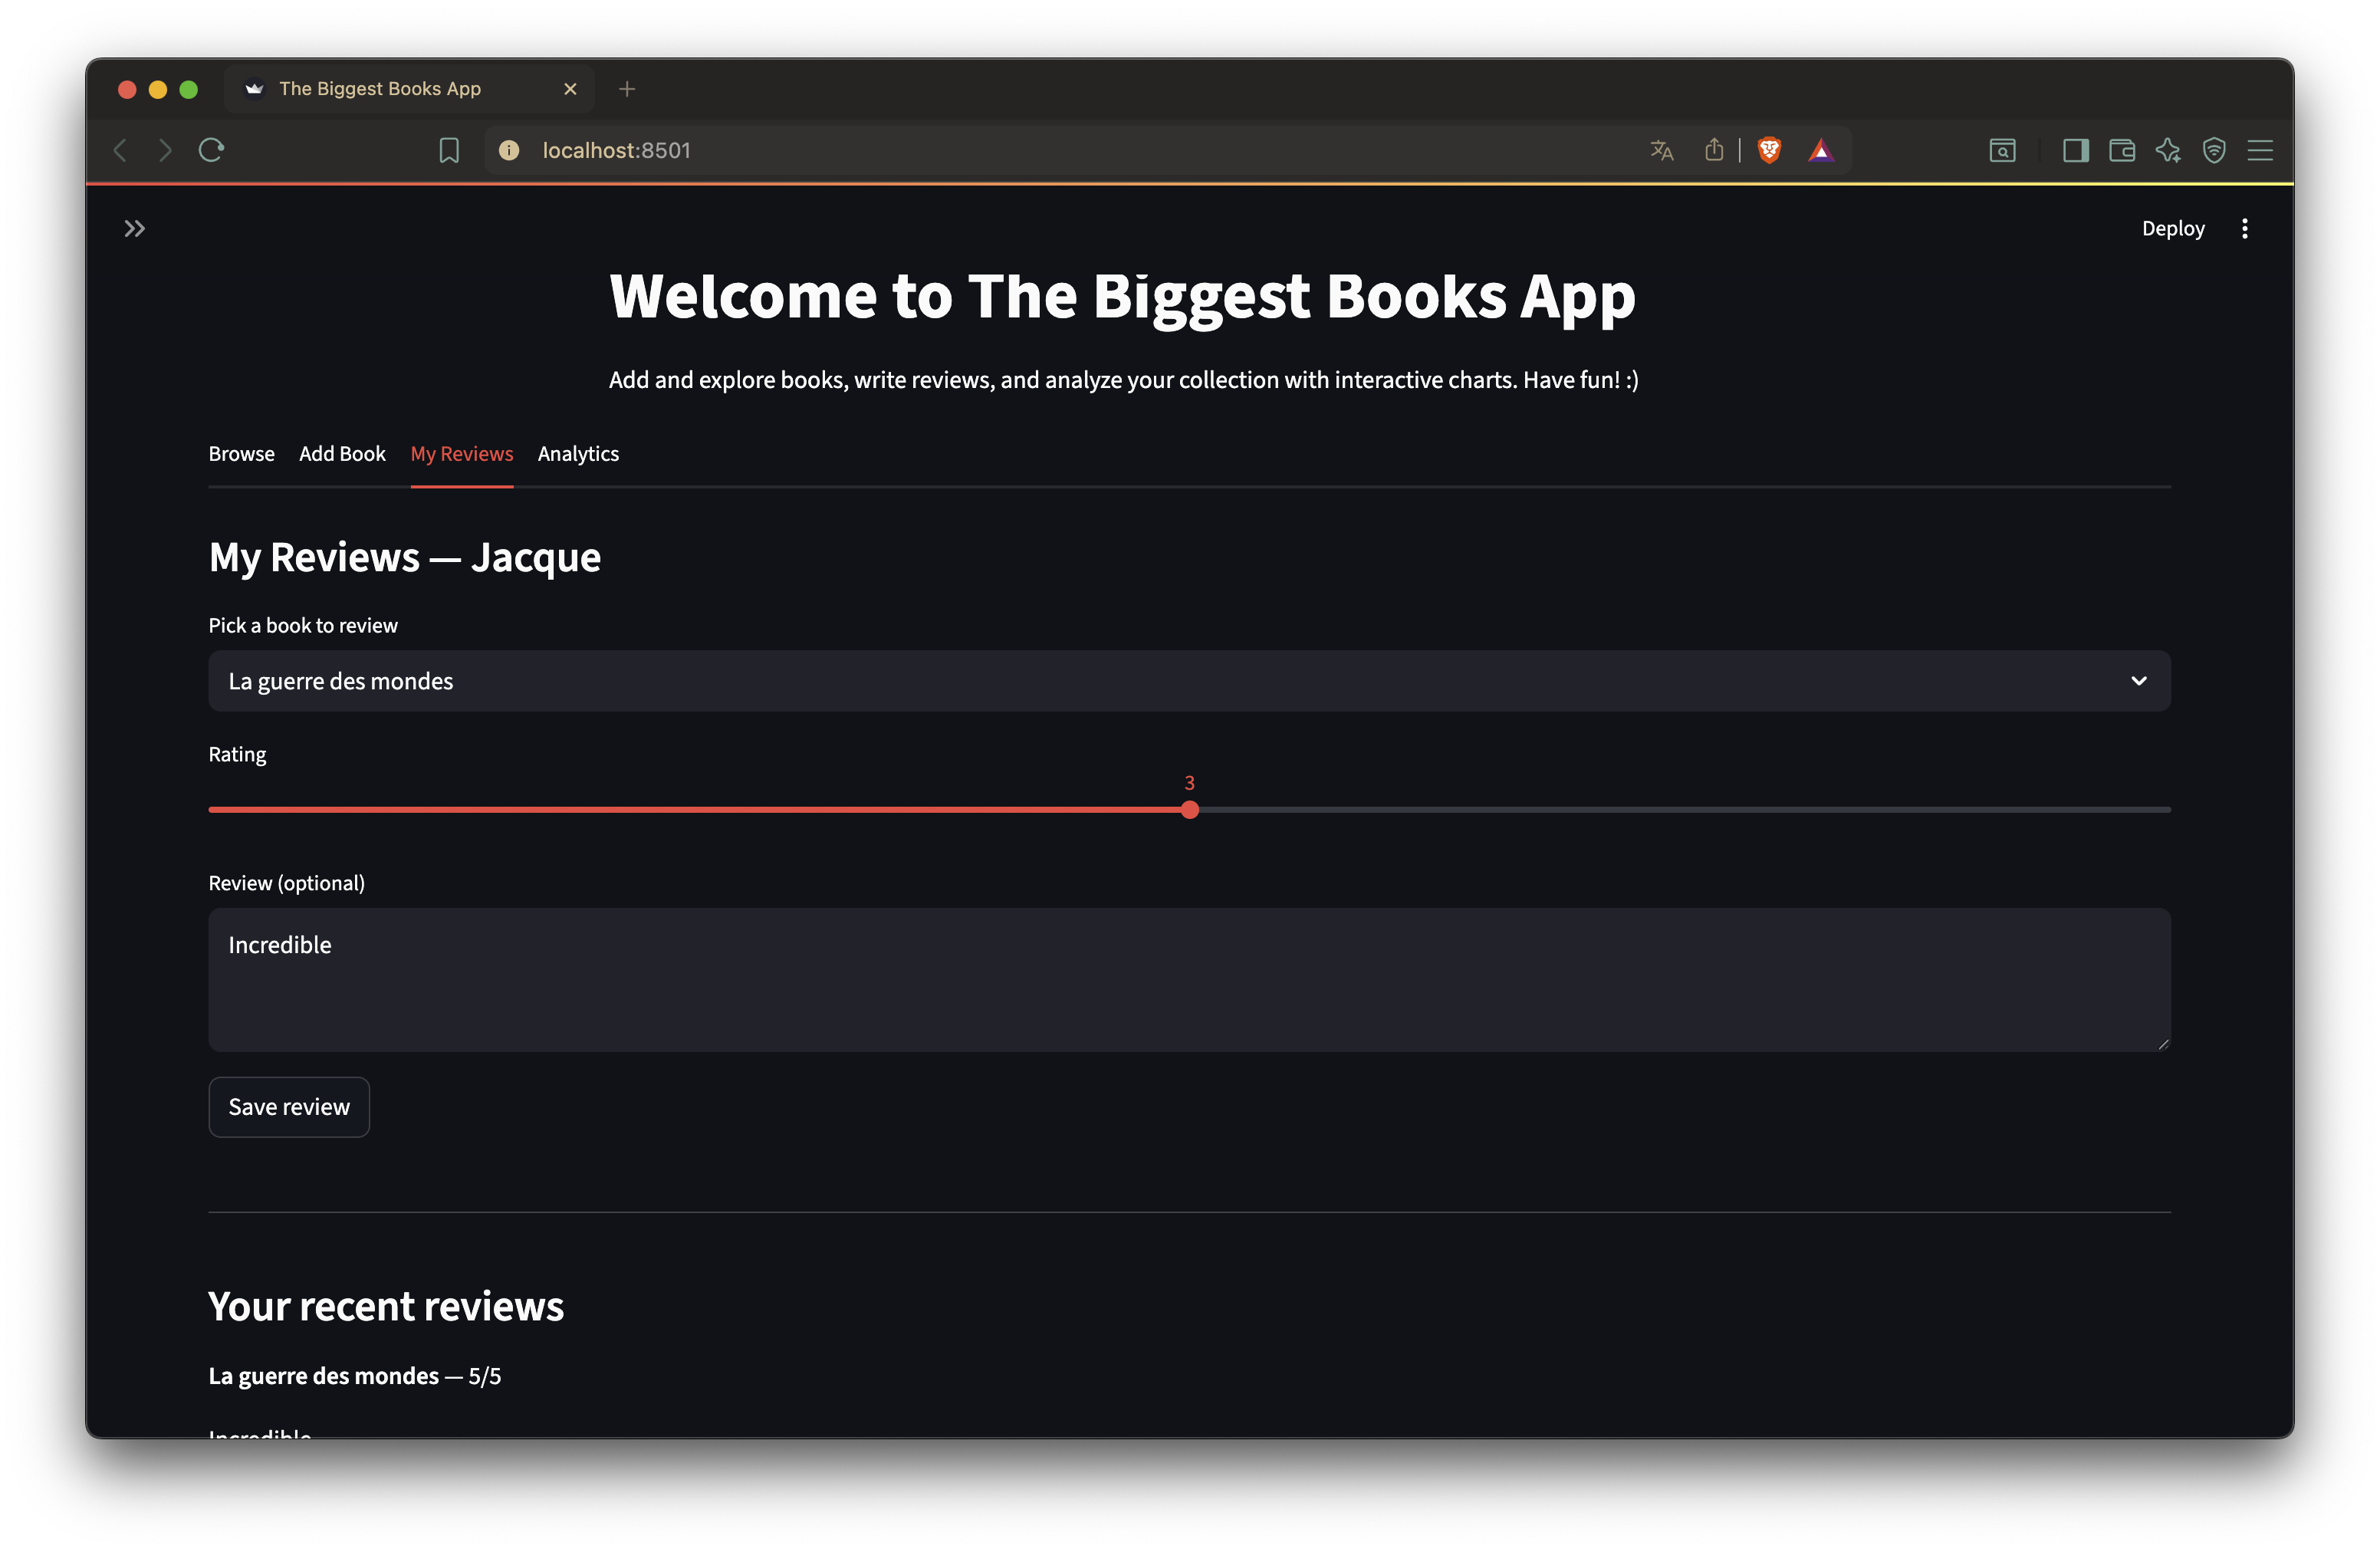 The Biggest Books App
localhost:8501
Deploy
Welcome to The Biggest Books App
Add and explore books, write reviews, and analyze your collection with interactive charts. Have fun! :)
Browse Add Book My Reviews Analytics
My Reviews — Jacque
Pick a book to review
La guerre des mondes
Rating
3
Review (optional)
Incredible
Save review
Your recent reviews
La guerre des mondes — 5/5
Incredible